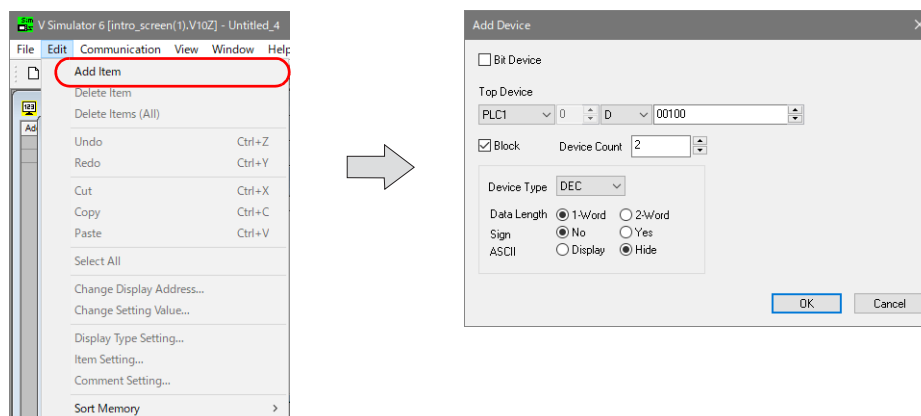 V Simulator 6 [intro_screen(1).V10Z] - Untitled_4
File Edit Communication View Window Help
Add Item
Delete Item
Delete Items (All)
Undo Ctrl+Z
Redo Ctrl+Y
Cut Ctrl+X
Copy Ctrl+C
Paste Ctrl+V
Select All
Change Display Address...
Change Setting Value...
Display Type Setting...
Item Setting...
Comment Setting...
Sort Memory >
Add Device
Bit Device
Top Device
PLC1 0 D 00100
Block Device Count 2
Device Type DEC
Data Length 1-Word 2-Word
Sign No Yes
ASCII Display Hide
OK Cancel